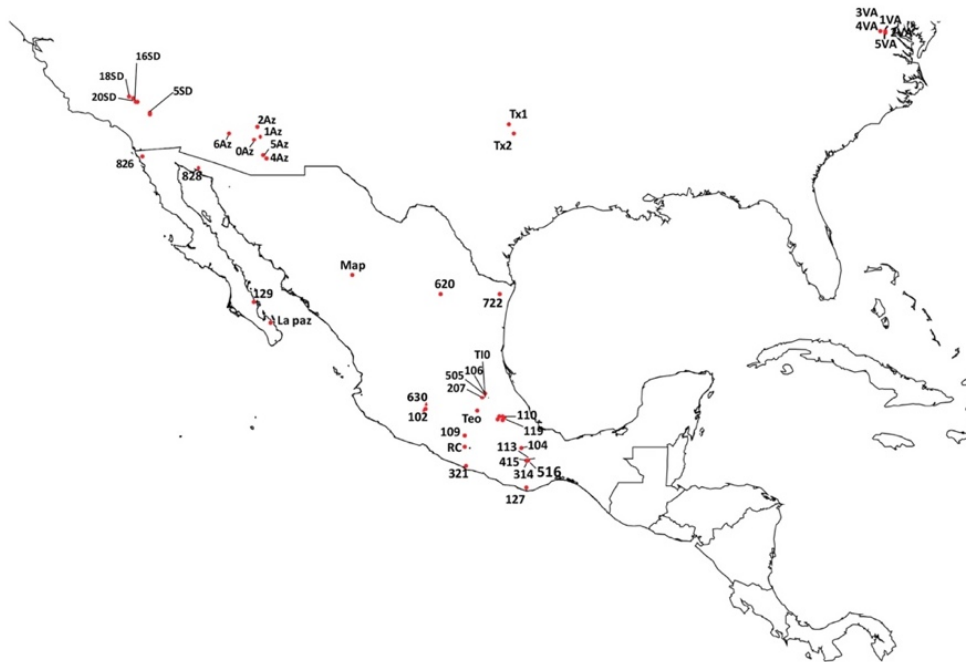 3VA
1VA
4VA
2VA
5VA
16SD
18SD
20SD
5SD
Tx1
Tx2
2Az
1Az
6Az
5Az
0Az
4Az
826
828
Map
620
129
722
La paz
Tl0
106
505
207
630
102
Teo
110
119
109
RC
113
104
415
321
314
516
127